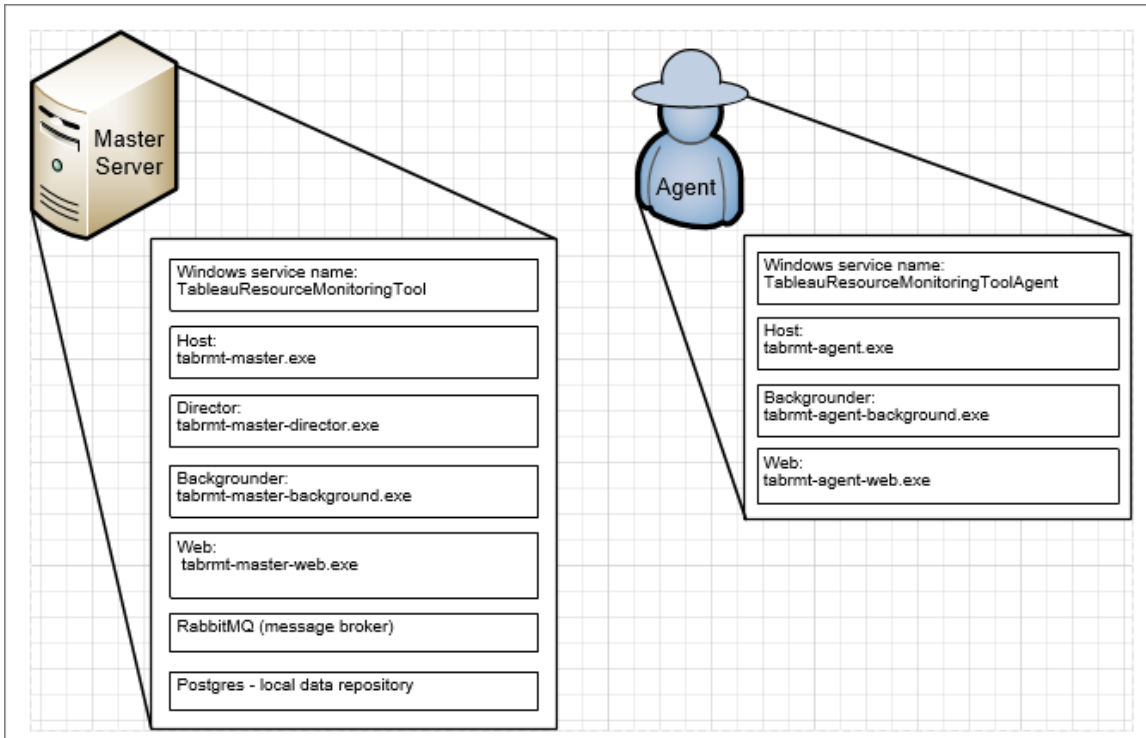 Master
Server
Windows service name:
TableauResourceMonitoringTool
Host:
tabrmt-master.exe
Director:
tabrmt-master-director.exe
Backgrounder:
tabrmt-master-background.exe
Web:
tabrmt-master-web.exe
RabbitMQ (message broker)
Postgres - local data repository
Agent
Windows service name:
TableauResourceMonitoringToolAgent
Host:
tabrmt-agent.exe
Backgrounder:
tabrmt-agent-background.exe
Web:
tabrmt-agent-web.exe